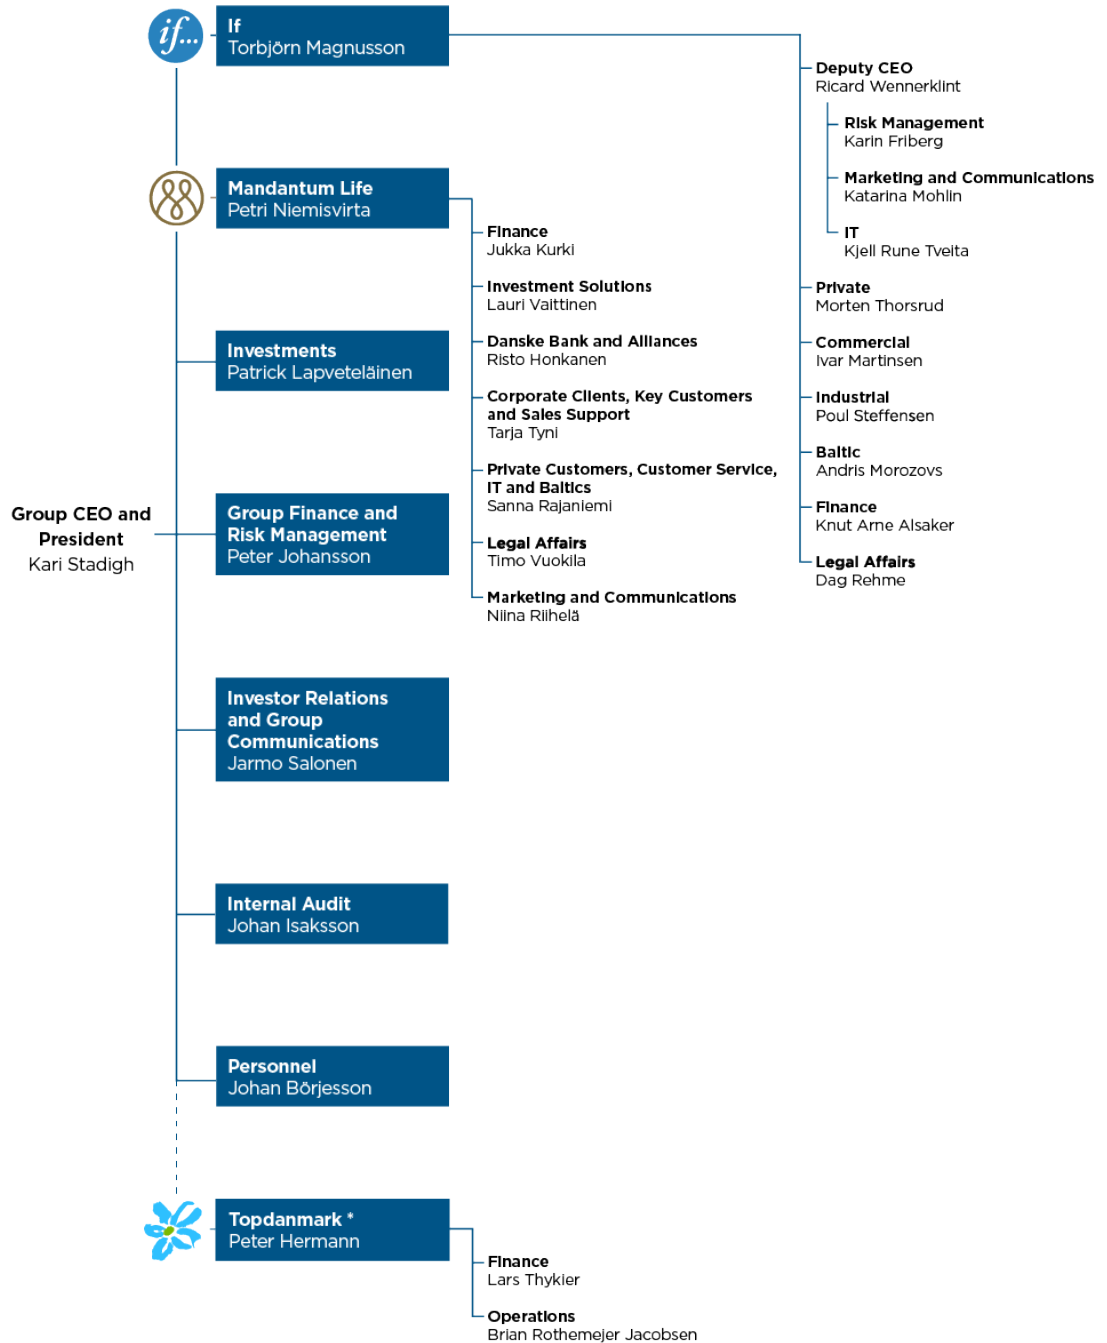 if...
If
Torbjörn Magnusson
Deputy CEO
Ricard Wennerklint
Risk Management
Karin Friberg
Marketing and Communications
Katarina Mohlin
IT
Kjell Rune Tveita
Private
Morten Thorsrud
Commercial
Ivar Martinsen
Industrial
Poul Steffensen
Baltic
Andris Morozovs
Finance
Knut Arne Alsaker
Legal Affairs
Dag Rehme
Mandantum Life
Petri Niemisvirta
Finance
Jukka Kurki
Investment Solutions
Lauri Vaittinen
Danske Bank and Alliances
Risto Honkanen
Corporate Clients, Key Customers
and Sales Support
Tarja Tyni
Private Customers, Customer Service,
IT and Baltics
Sanna Rajaniemi
Legal Affairs
Timo Vuokila
Marketing and Communications
Niina Riihelä
Investments
Patrick Lapveteläinen
Group CEO and
President
Kari Stadigh
Group Finance and
Risk Management
Peter Johansson
Investor Relations
and Group
Communications
Jarmo Salonen
Internal Audit
Johan Isaksson
Personnel
Johan Börjesson
Topdanmark *
Peter Hermann
Finance
Lars Thykier
Operations
Brian Rothemejer Jacobsen